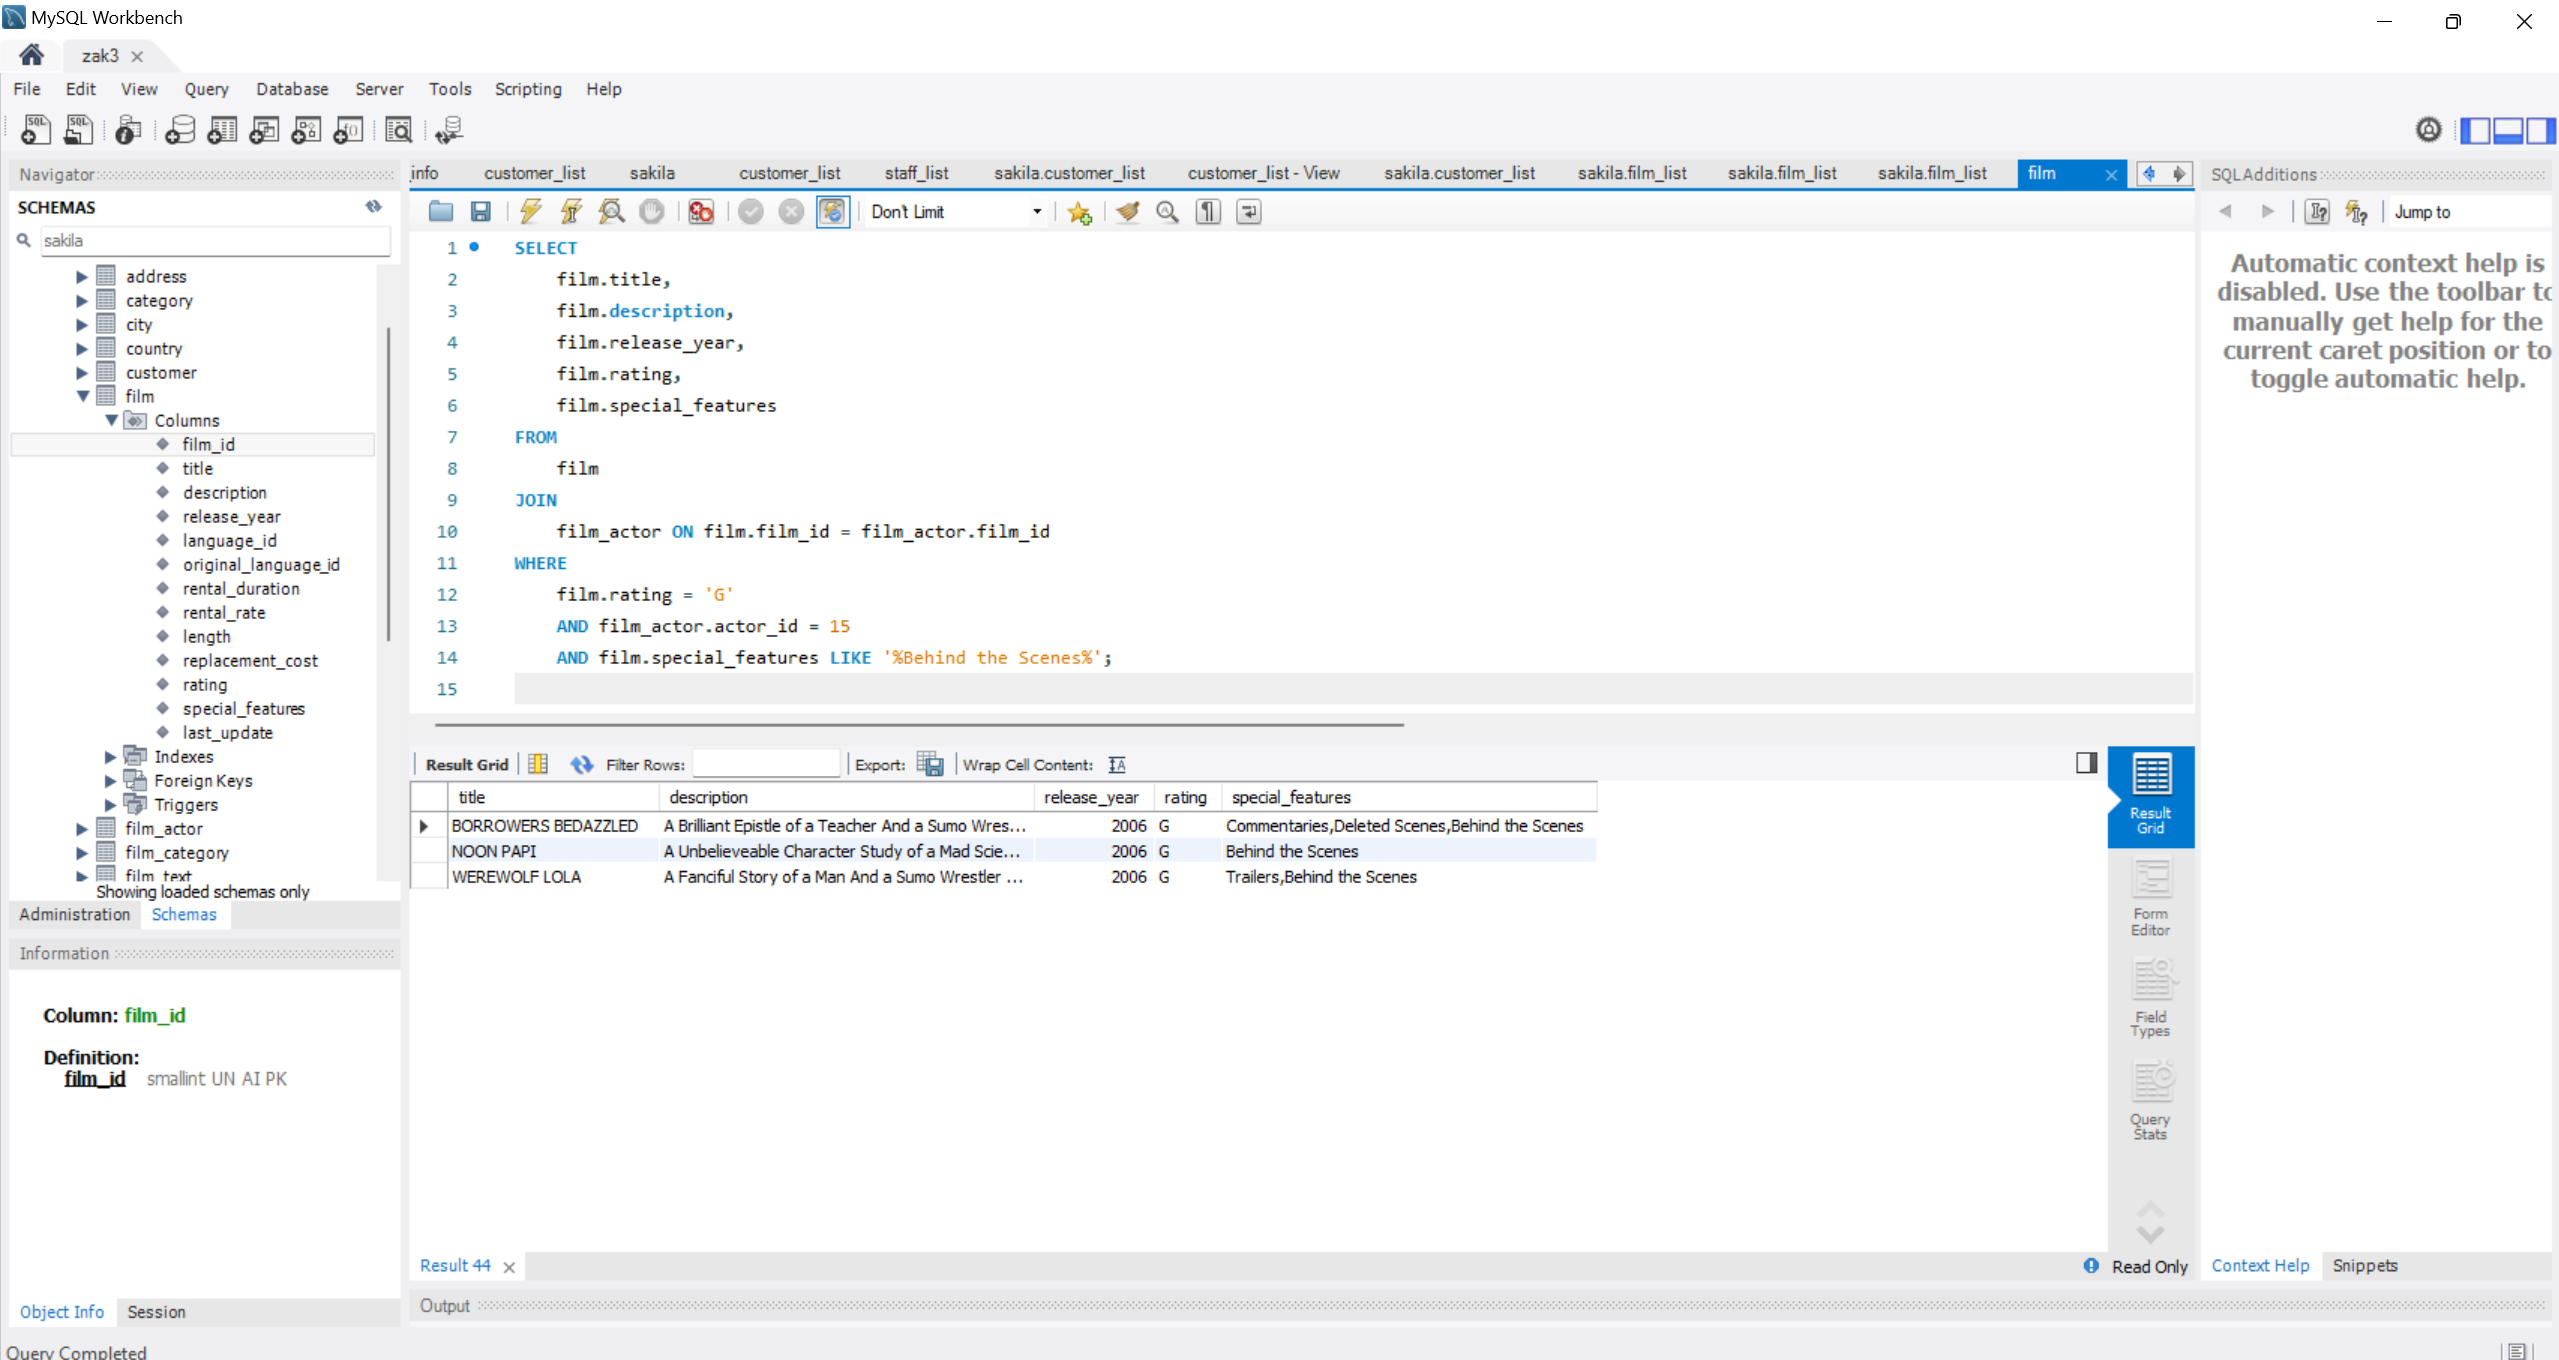 MySQL Workbench
zak3
File Edit View Query Database Server Tools Scripting Help
Navigator
SCHEMAS
sakila
address
category
city
country
customer
film
Columns
film_id
title
description
release_year
language_id
original_language_id
rental_duration
rental_rate
length
replacement_cost
rating
special_features
last_update
Indexes
Foreign Keys
Triggers
film_actor
film_category
film_text
Showing loaded schemas only
Administration Schemas
Information
Column: film_id
Definition:
film_id smallint UN AI PK
Object Info Session
Query Completed
info customer_list sakila customer_list staff_list sakila.customer_list customer_list - View sakila.customer_list sakila.film_list sakila.film_list sakila.film_list film
Don't Limit
1 SELECT
2 film.title,
3 film.description,
4 film.release_year,
5 film.rating,
6 film.special_features
7 FROM
8 film
9 JOIN
10 film_actor ON film.film_id = film_actor.film_id
11 WHERE
12 film.rating = 'G'
13 AND film_actor.actor_id = 15
14 AND film.special_features LIKE '%Behind the Scenes%';
15
Result Grid Filter Rows: Export: Wrap Cell Content:
title description release_year rating special_features
BORROWERS BEDAZZLED A Brilliant Epistle of a Teacher And a Sumo Wres... 2006 G Commentaries,Deleted Scenes,Behind the Scenes
NOON PAPI A Unbelieveable Character Study of a Mad Scie... 2006 G Behind the Scenes
WEREWOLF LOLA A Fanciful Story of a Man And a Sumo Wrestler ... 2006 G Trailers,Behind the Scenes
Result
Grid
Form
Editor
Field
Types
Query
Stats
Result 44
Read Only
Output
SQLAdditions
Jump to
Automatic context help is
disabled. Use the toolbar to
manually get help for the
current caret position or to
toggle automatic help.
Context Help Snippets